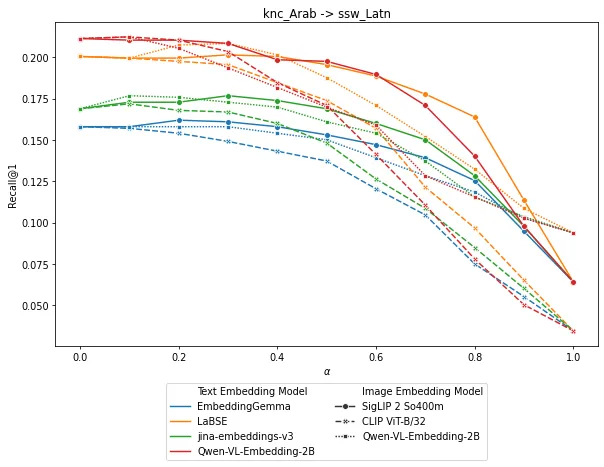 knc_Arab -> ssw_Latn
Recall@1
0.200
0.175
0.150
0.125
0.100
0.075
0.050
0.0
0.2
0.4
0.6
0.8
1.0
α
Text Embedding Model
EmbeddingGemma
LaBSE
jina-embeddings-v3
Qwen-VL-Embedding-2B
Image Embedding Model
SigLIP 2 So400m
CLIP ViT-B/32
Qwen-VL-Embedding-2B